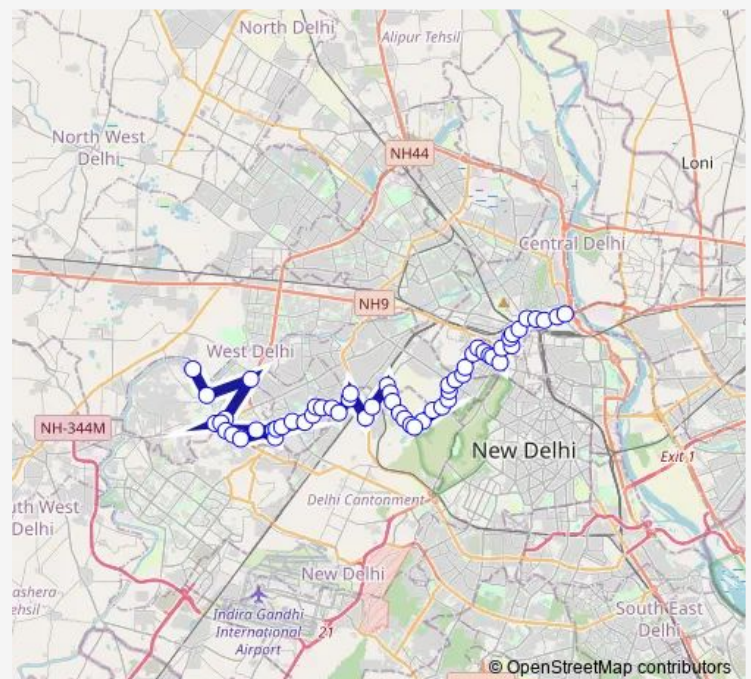 North Delhi
Alipur Tehsil
North West
Delhi
NH44
Loni
Central Delhi
NH9
West Delhi
NH-344M
New Delhi
Exit 1
uth West
Delhi
Delhi Cantonment
New Delhi
ashera
ehsil
Indira Gandhi
International
Airport
21
South East
Delhi
© OpenStreetMap contributors